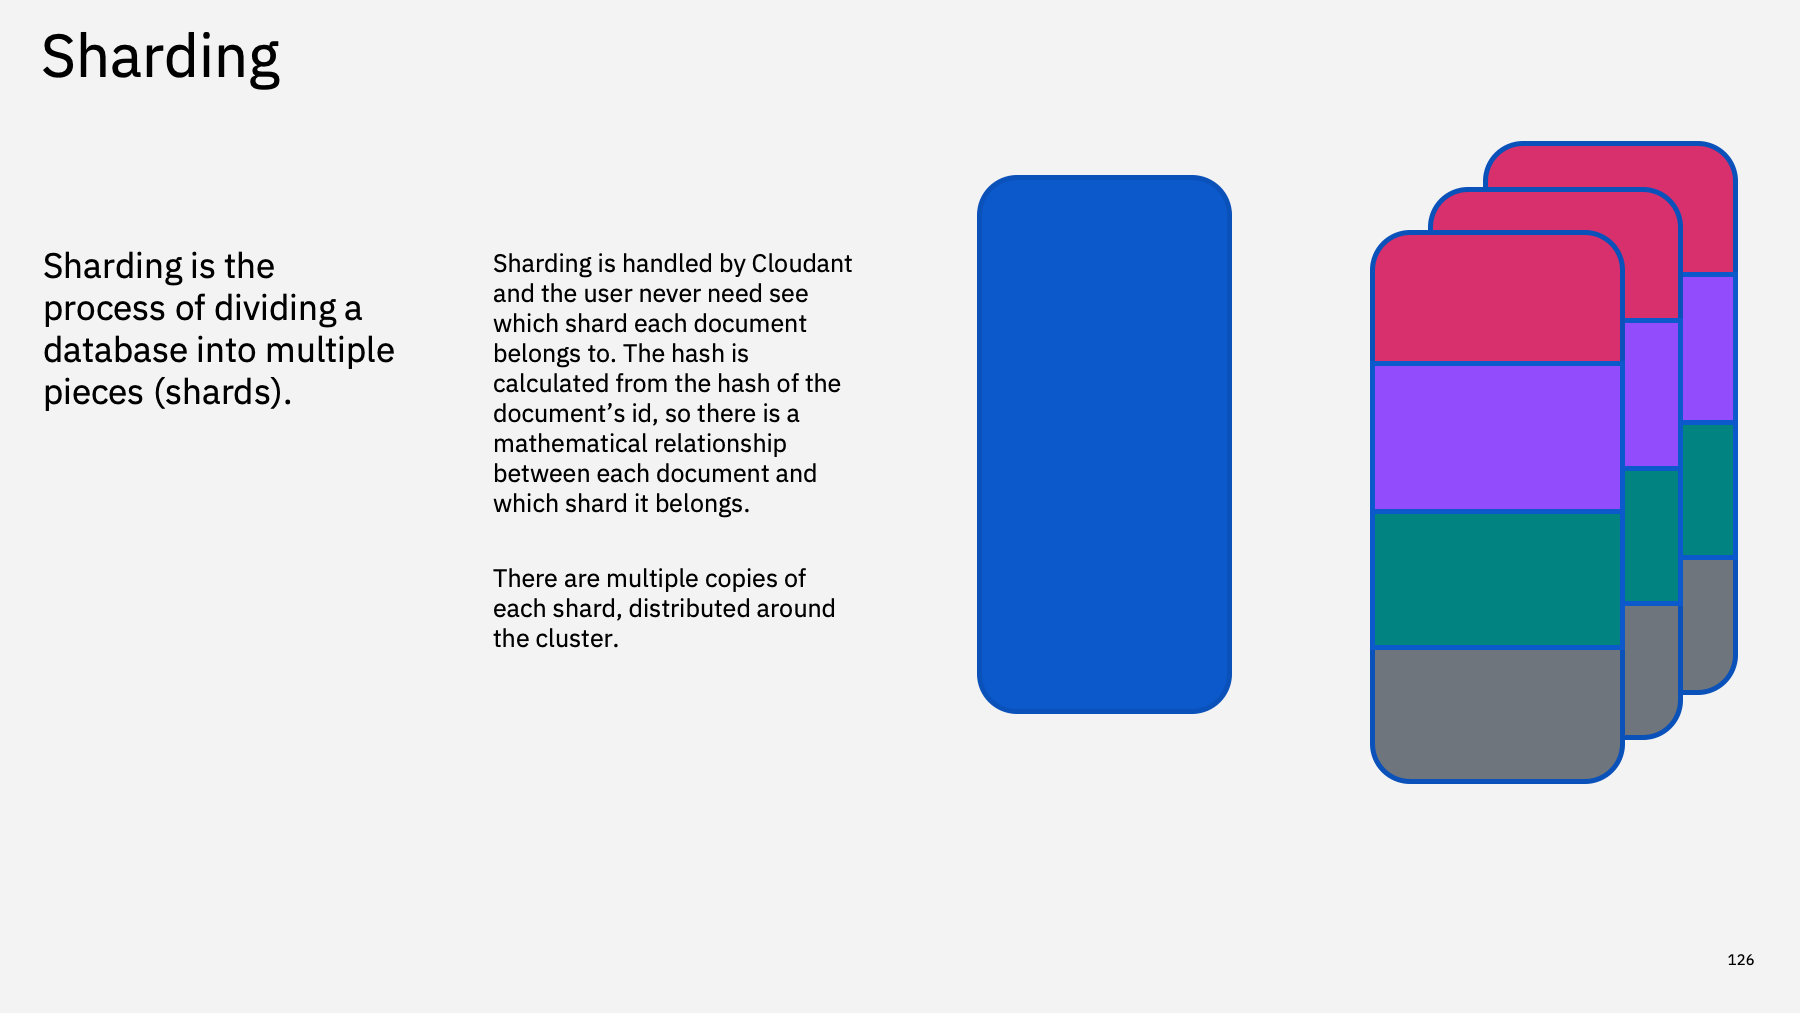 Sharding
Sharding is the
process of dividing a
database into multiple
pieces (shards).
Sharding is handled by Cloudant
and the user never need see
which shard each document
belongs to. The hash is
calculated from the hash of the
document’s id, so there is a
mathematical relationship
between each document and
which shard it belongs.
There are multiple copies of
each shard, distributed around
the cluster.
126